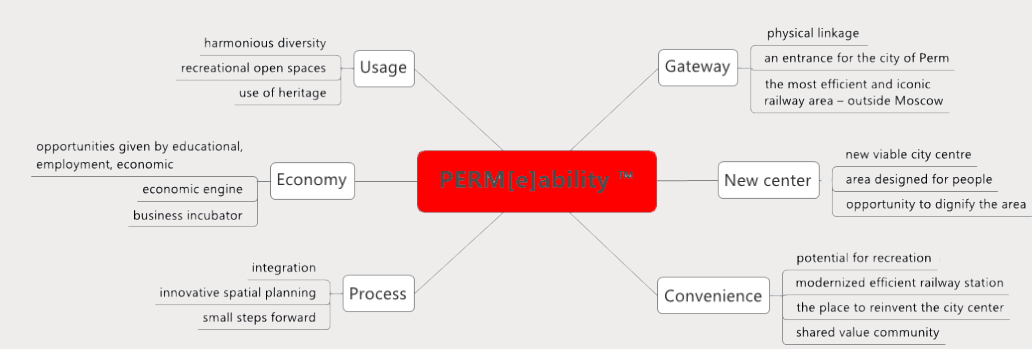 harmonious diversity
recreational open spaces
use of heritage
Usage
opportunities given by educational,
employment, economic
economic engine
business incubator
Economy
integration
innovative spatial planning
small steps forward
Process
PERM[e]ability ™
Gateway
physical linkage
an entrance for the city of Perm
the most efficient and iconic
railway area – outside Moscow
New center
new viable city centre
area designed for people
opportunity to dignify the area
Convenience
potential for recreation
modernized efficient railway station
the place to reinvent the city center
shared value community